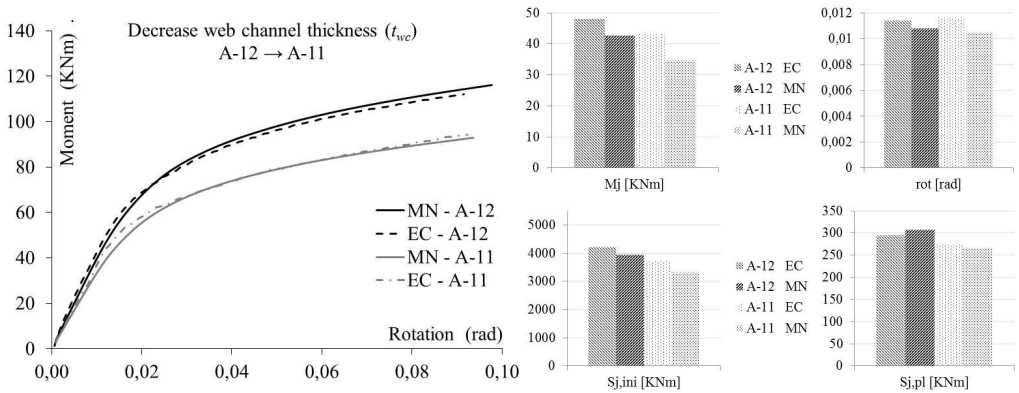 Decrease web channel thickness (twc)
A-12 → A-11
Moment (KNm)
140
120
100
80
60
40
20
0
0,00
0,02
0,04
0,06
0,08
0,10
Rotation (rad)
MN - A-12
EC - A-12
MN - A-11
EC - A-11
50
40
30
20
10
0
Mj [KNm]
A-12 EC
A-12 MN
A-11 EC
A-11 MN
0,012
0,01
0,008
0,006
0,004
0,002
0
rot [rad]
5000
4000
3000
2000
1000
0
Sj,ini [KNm]
A-12 EC
A-12 MN
A-11 EC
A-11 MN
350
300
250
200
150
100
50
0
Sj,pl [KNm]